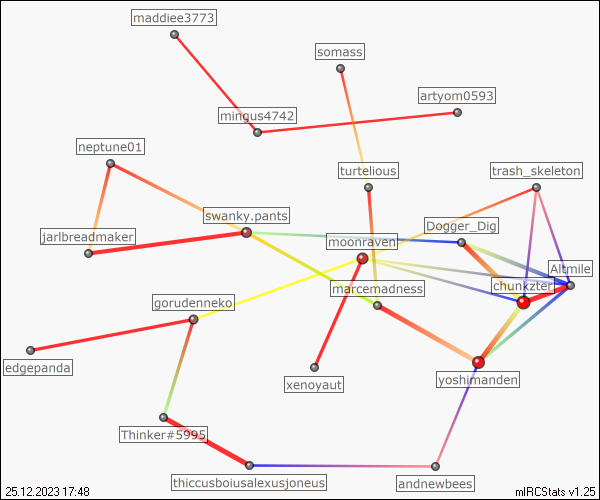 maddiee3773
somass
artyom0593
mingus4742
neptune01
turtelious
trash_skeleton
swanky.pants
Dogger_Dig
jarlbreadmaker
moonraven
Altmile
chunkzter
marcemadness
gorudenneko
edgepanda
yoshimanden
xenoyaut
Thinker#5995
thiccusboiusalexusjoneus
andnewbees
25.12.2023 17:48
mIRCStats v1.25